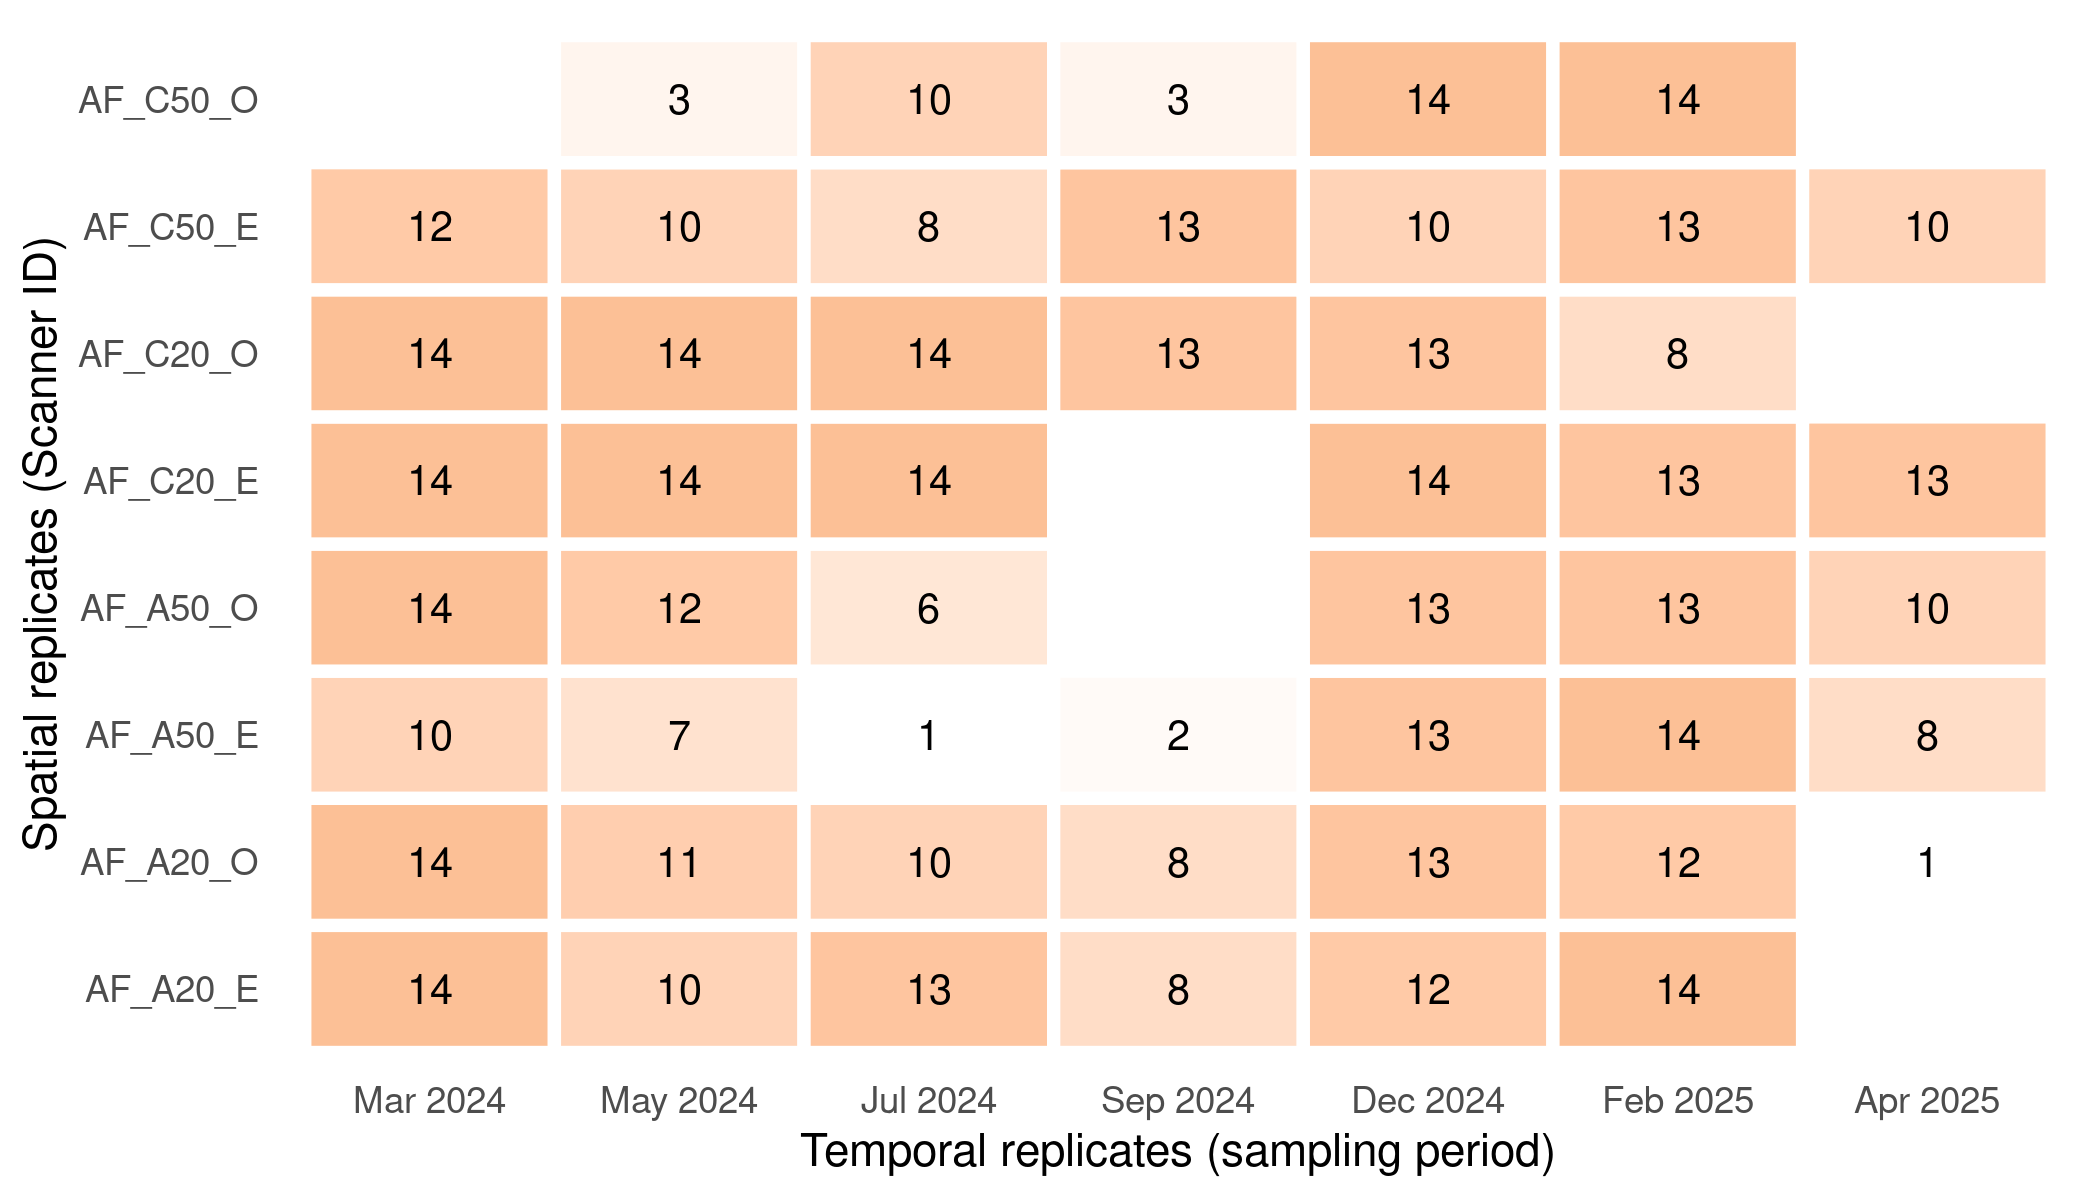 AF_C50_O 3 10 3 14 14
AF_C50_E 12 10 8 13 10 13 10
AF_C20_O 14 14 14 13 13 8
AF_C20_E 14 14 14 14 13 13
AF_A50_O 14 12 6 13 13 10
AF_A50_E 10 7 1 2 13 14 8
AF_A20_O 14 11 10 8 13 12 1
AF_A20_E 14 10 13 8 12 14
Mar 2024 May 2024 Jul 2024 Sep 2024 Dec 2024 Feb 2025 Apr 2025
Temporal replicates (sampling period)
Spatial replicates (Scanner ID)